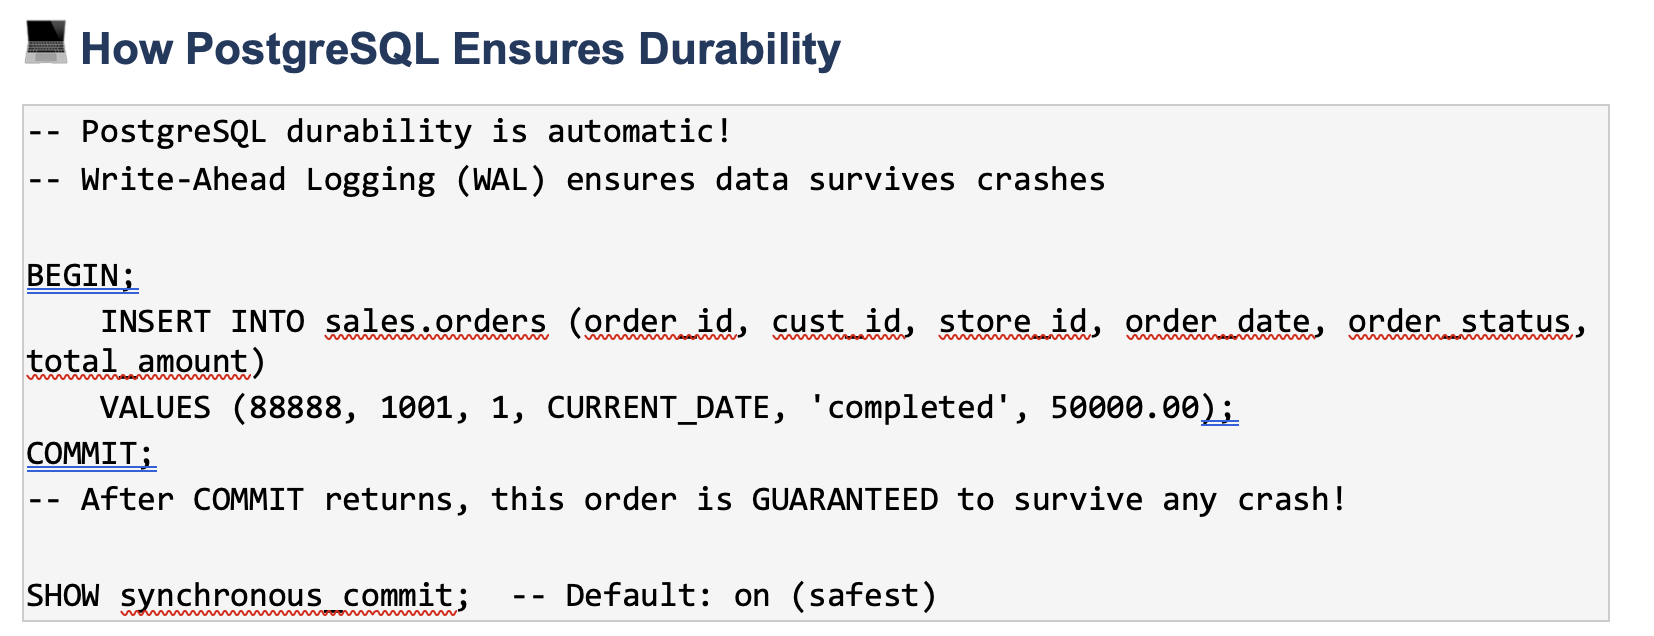 How PostgreSQL Ensures Durability
-- PostgreSQL durability is automatic!
-- Write-Ahead Logging (WAL) ensures data survives crashes
BEGIN;
    INSERT INTO sales.orders (order_id, cust_id, store_id, order_date, order_status,
total_amount)
    VALUES (88888, 1001, 1, CURRENT_DATE, 'completed', 50000.00);
COMMIT;
-- After COMMIT returns, this order is GUARANTEED to survive any crash!
SHOW synchronous_commit;  -- Default: on (safest)